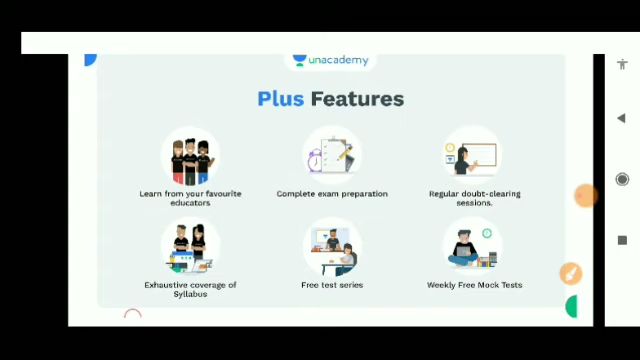 unacademy
Plus Features
Learn from your favourite
educators
Complete exam preparation
Regular doubt-clearing
sessions.
Exhaustive coverage of
Syllabus
Free test series
Weekly Free Mock Tests